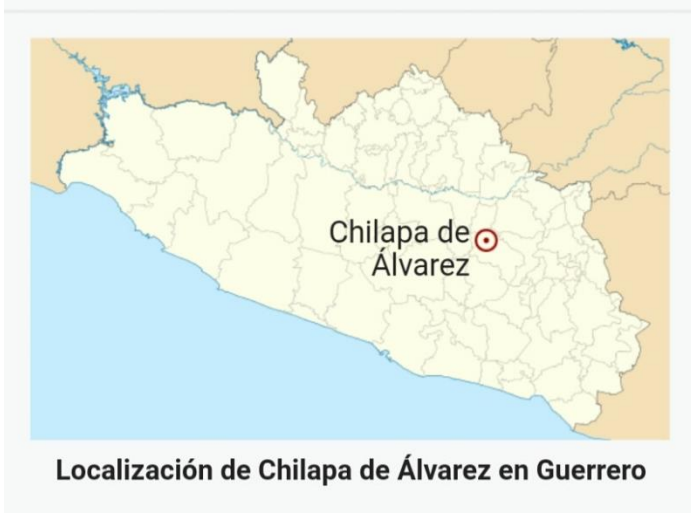 Chilapa de
Álvarez
Localización de Chilapa de Álvarez en Guerrero